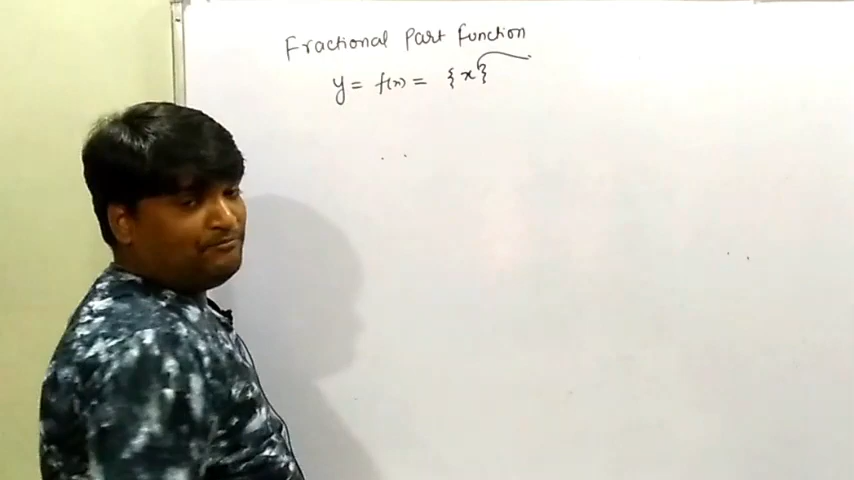 Fractional Part Function
y = f(x) = {x}